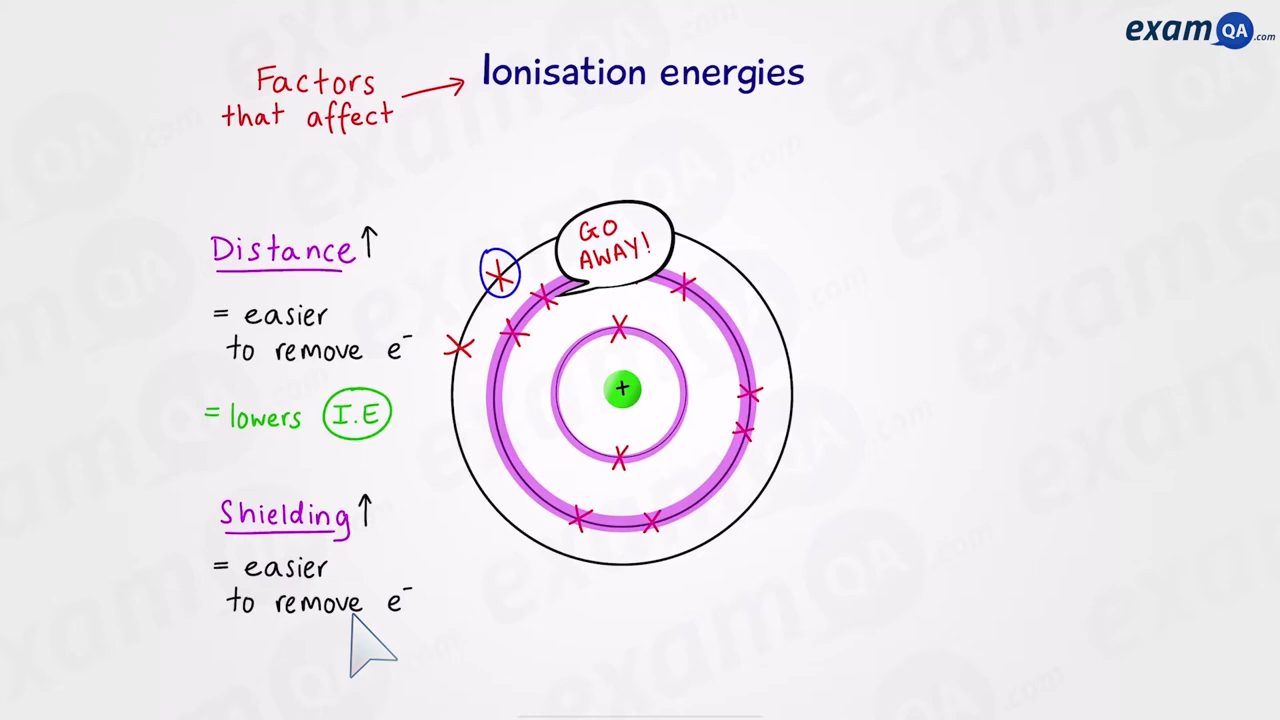 examQA.com
Factors
that affect
Ionisation energies
Distance ↑
= easier
to remove e⁻
= lowers I.E
Shielding ↑
= easier
to remove e⁻
GO
AWAY!
+